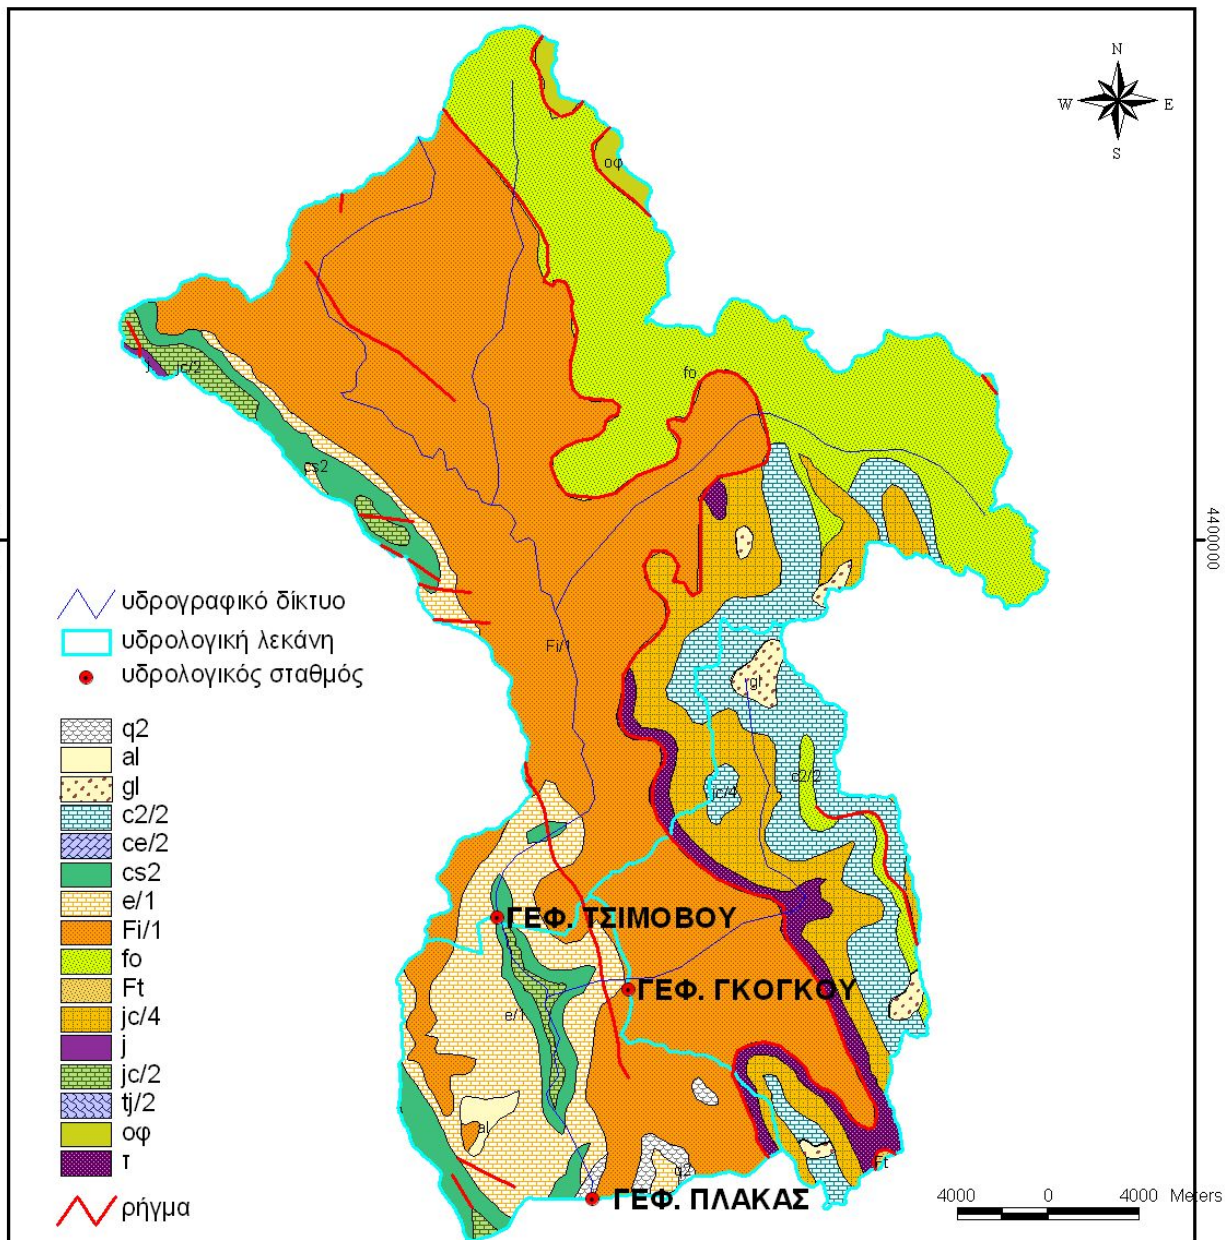 N
W E
S
οφ
j jc/2
fo
cs2
4400000
Fi/1
υδρογραφικό δίκτυο
υδρολογική λεκάνη
υδρολογικός σταθμός
gl
c2/2
jc/4
q2
al
gl
c2/2
ce/2
cs2
e/1
Fi/1
fo
Ft
jc/4
j
jc/2
tj/2
οφ
τ
ρήγμα
ΓΕΦ. ΤΣΙΜΟΒΟΥ
ΓΕΦ. ΓΚΟΓΚΟΥ
e/1
al
q2
Ft
ΓΕΦ. ΠΛΑΚΑΣ
4000 0 4000 Meters